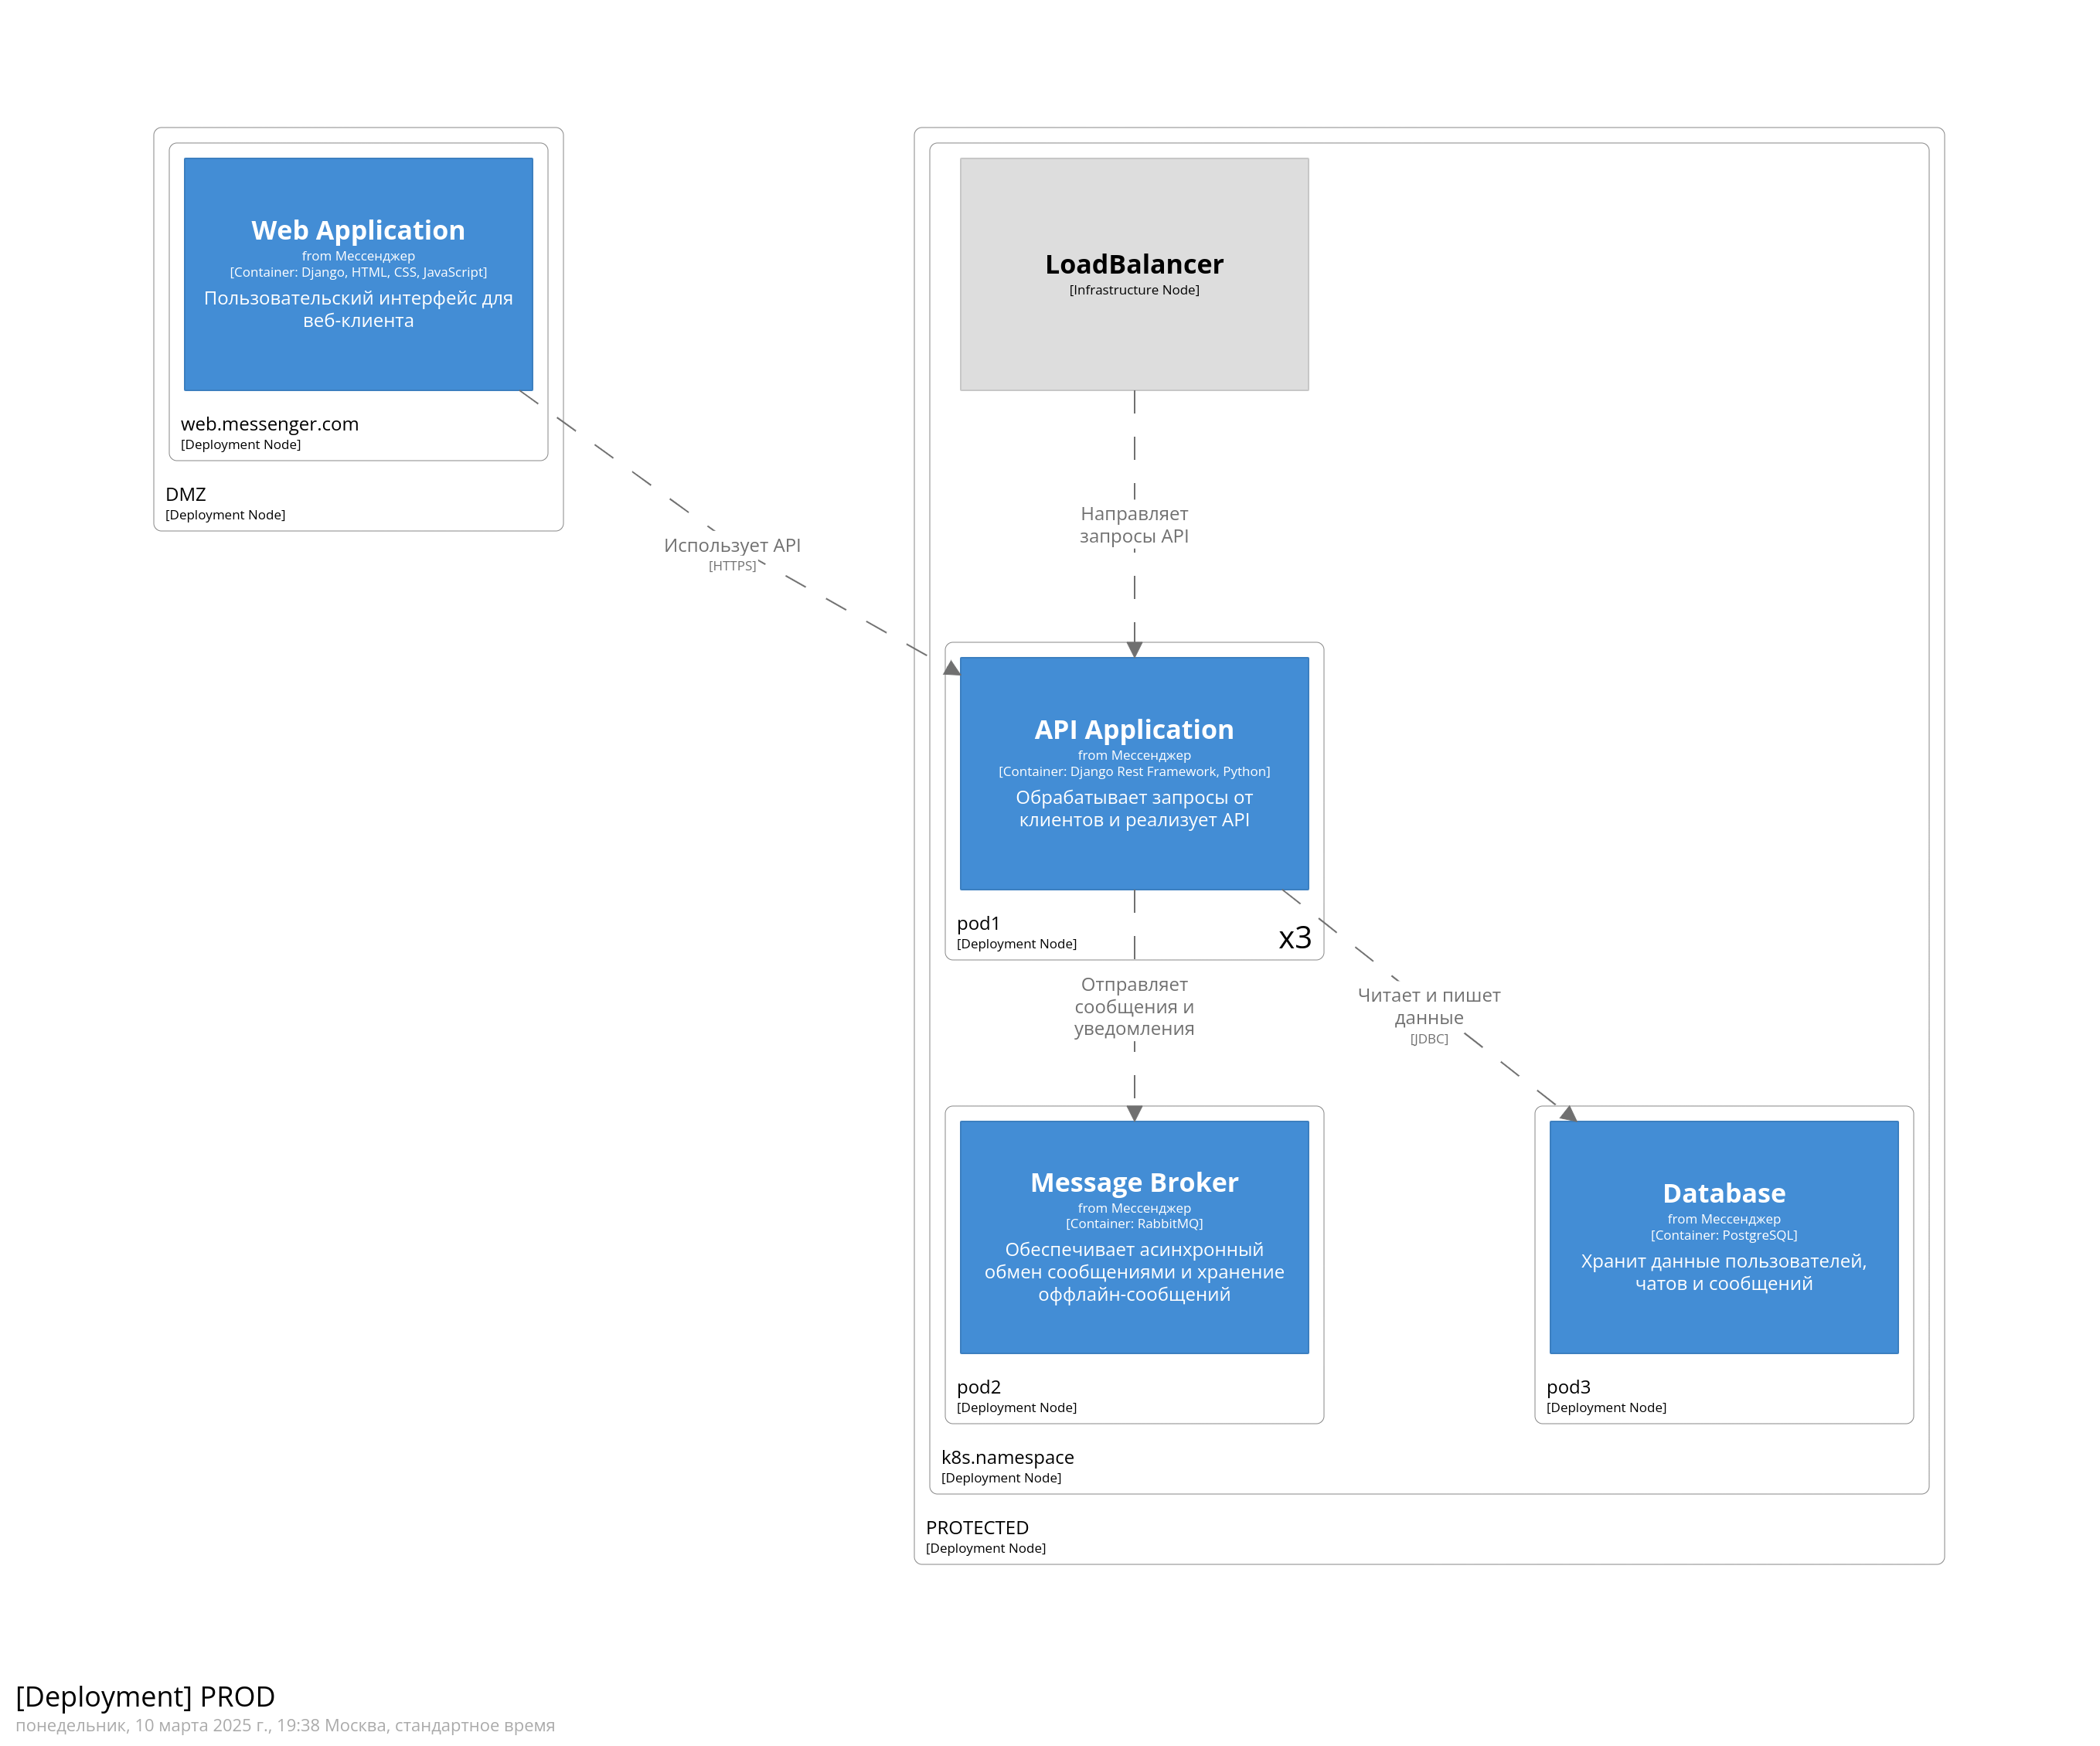 Web Application
from Мессенджер
[Container: Django, HTML, CSS, JavaScript]
Пользовательский интерфейс для
веб-клиента
web.messenger.com
[Deployment Node]
DMZ
[Deployment Node]
Использует API
[HTTPS]
LoadBalancer
[Infrastructure Node]
Направляет
запросы API
API Application
from Мессенджер
[Container: Django Rest Framework, Python]
Обрабатывает запросы от
клиентов и реализует API
pod1
[Deployment Node]
x3
Отправляет
сообщения и
уведомления
Читает и пишет
данные
[JDBC]
Message Broker
from Мессенджер
[Container: RabbitMQ]
Обеспечивает асинхронный
обмен сообщениями и хранение
оффлайн-сообщений
pod2
[Deployment Node]
Database
from Мессенджер
[Container: PostgreSQL]
Хранит данные пользователей,
чатов и сообщений
pod3
[Deployment Node]
k8s.namespace
[Deployment Node]
PROTECTED
[Deployment Node]
[Deployment] PROD
понедельник, 10 марта 2025 г., 19:38 Москва, стандартное время